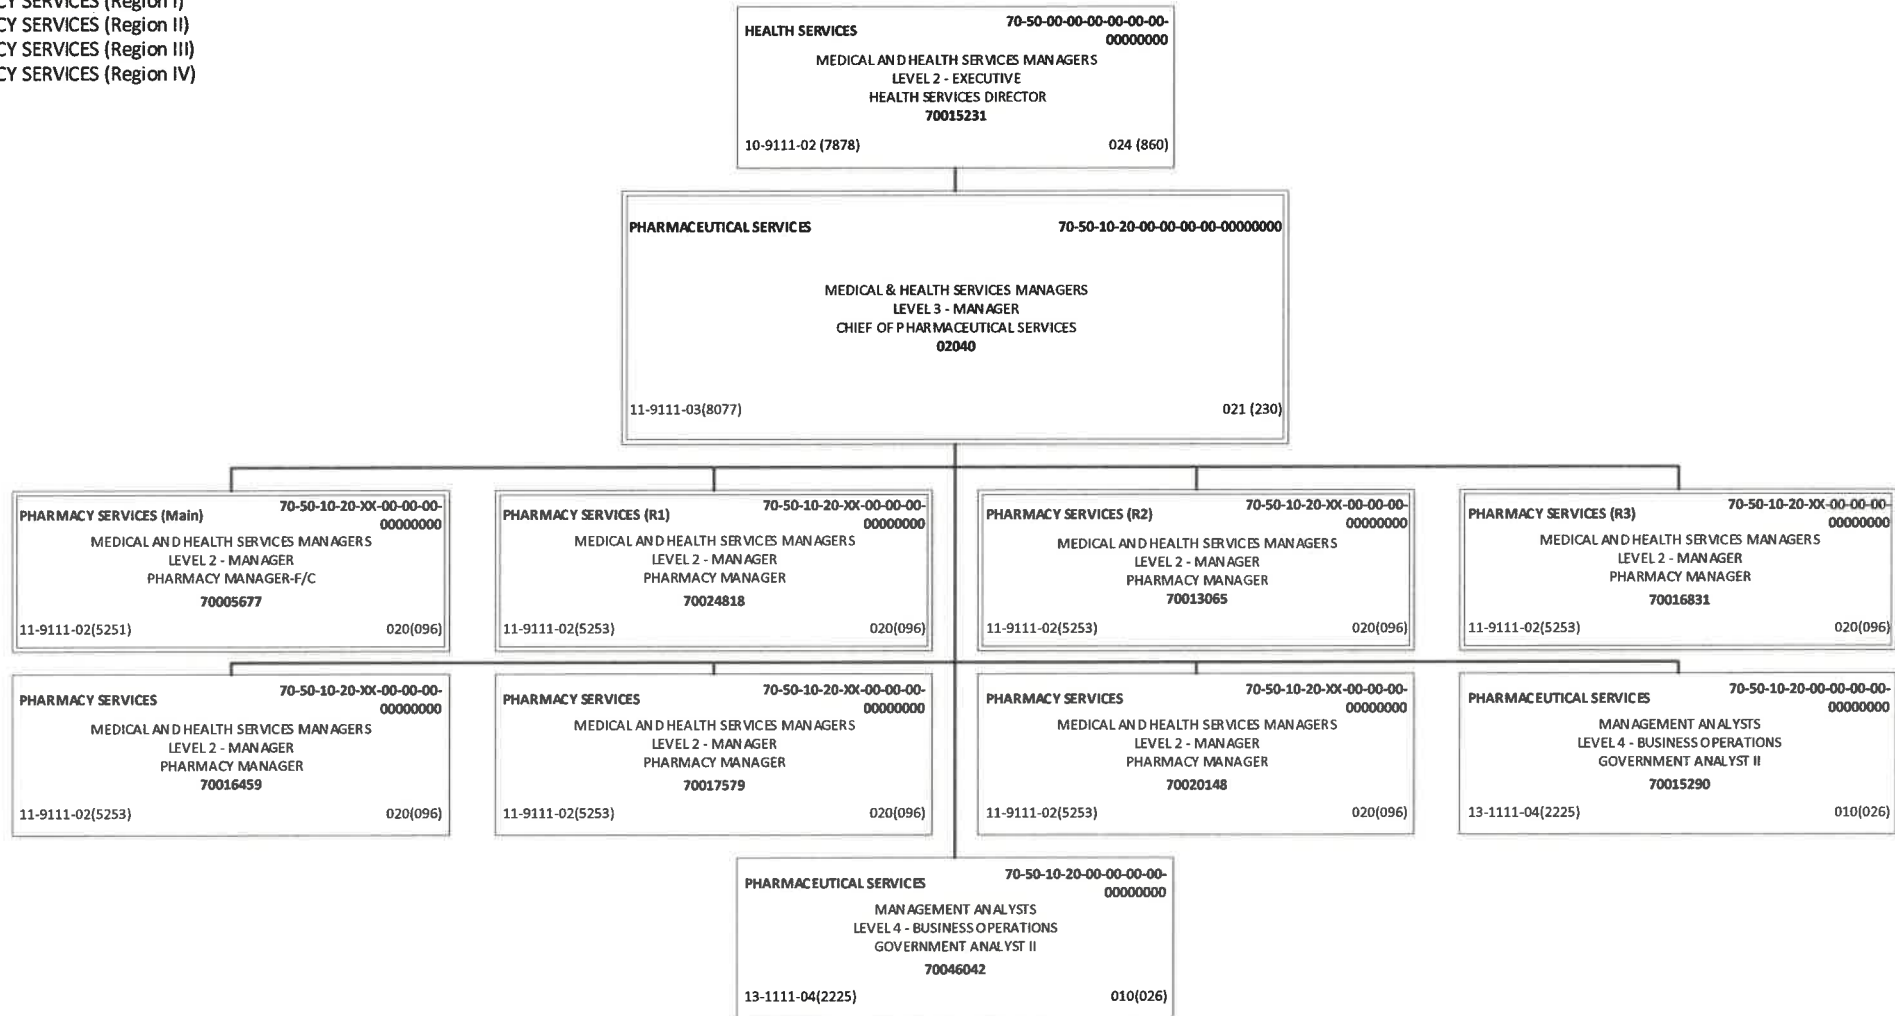 CY SERVICES (Region I)
CY SERVICES (Region II)
CY SERVICES (Region III)
CY SERVICES (Region IV)
HEALTH SERVICES 70-50-00-00-00-00-00-00-
00000000
MEDICAL AND HEALTH SERVICES MANAGERS
LEVEL 2 - EXECUTIVE
HEALTH SERVICES DIRECTOR
70015231
10-9111-02 (7878) 024 (860)
PHARMACEUTICAL SERVICES 70-50-10-20-00-00-00-00-00000000
MEDICAL & HEALTH SERVICES MANAGERS
LEVEL 3 - MANAGER
CHIEF OF PHARMACEUTICAL SERVICES
02040
11-9111-03(8077) 021 (230)
PHARMACY SERVICES (Main) 70-50-10-20-XX-00-00-00-
00000000
MEDICAL AND HEALTH SERVICES MANAGERS
LEVEL 2 - MANAGER
PHARMACY MANAGER-F/C
70005677
11-9111-02(5251) 020(096)
PHARMACY SERVICES (R1) 70-50-10-20-XX-00-00-00-
00000000
MEDICAL AND HEALTH SERVICES MANAGERS
LEVEL 2 - MANAGER
PHARMACY MANAGER
70024818
11-9111-02(5253) 020(096)
PHARMACY SERVICES (R2) 70-50-10-20-XX-00-00-00-
00000000
MEDICAL AND HEALTH SERVICES MANAGERS
LEVEL 2 - MANAGER
PHARMACY MANAGER
70013065
11-9111-02(5253) 020(096)
PHARMACY SERVICES (R3) 70-50-10-20-XX-00-00-00-
00000000
MEDICAL AND HEALTH SERVICES MANAGERS
LEVEL 2 - MANAGER
PHARMACY MANAGER
70016831
11-9111-02(5253) 020(096)
PHARMACY SERVICES 70-50-10-20-XX-00-00-00-
00000000
MEDICAL AND HEALTH SERVICES MANAGERS
LEVEL 2 - MANAGER
PHARMACY MANAGER
70016459
11-9111-02(5253) 020(096)
PHARMACY SERVICES 70-50-10-20-XX-00-00-00-
00000000
MEDICAL AND HEALTH SERVICES MANAGERS
LEVEL 2 - MANAGER
PHARMACY MANAGER
70017579
11-9111-02(5253) 020(096)
PHARMACY SERVICES 70-50-10-20-XX-00-00-00-
00000000
MEDICAL AND HEALTH SERVICES MANAGERS
LEVEL 2 - MANAGER
PHARMACY MANAGER
70020148
11-9111-02(5253) 020(096)
PHARMACEUTICAL SERVICES 70-50-10-20-00-00-00-00-
00000000
MANAGEMENT ANALYSTS
LEVEL 4 - BUSINESS OPERATIONS
GOVERNMENT ANALYST II
70015290
13-1111-04(2225) 010(026)
PHARMACEUTICAL SERVICES 70-50-10-20-00-00-00-00-
00000000
MANAGEMENT ANALYSTS
LEVEL 4 - BUSINESS OPERATIONS
GOVERNMENT ANALYST II
70046042
13-1111-04(2225) 010(026)